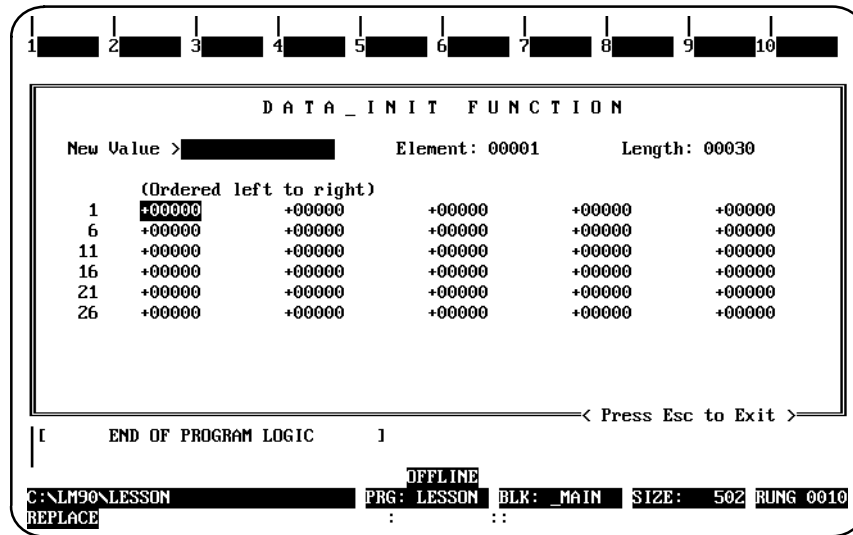 1 2 3 4 5 6 7 8 9 10
D A T A _ I N I T F U N C T I O N
New Value > Element: 00001 Length: 00030
(Ordered left to right)
1 +00000 +00000 +00000 +00000 +00000
6 +00000 +00000 +00000 +00000 +00000
11 +00000 +00000 +00000 +00000 +00000
16 +00000 +00000 +00000 +00000 +00000
21 +00000 +00000 +00000 +00000 +00000
26 +00000 +00000 +00000 +00000 +00000
< Press Esc to Exit >
[ END OF PROGRAM LOGIC ]
OFFLINE
C:\LM90\LESSON PRG: LESSON BLK: _MAIN SIZE: 502 RUNG 0010
REPLACE : ::